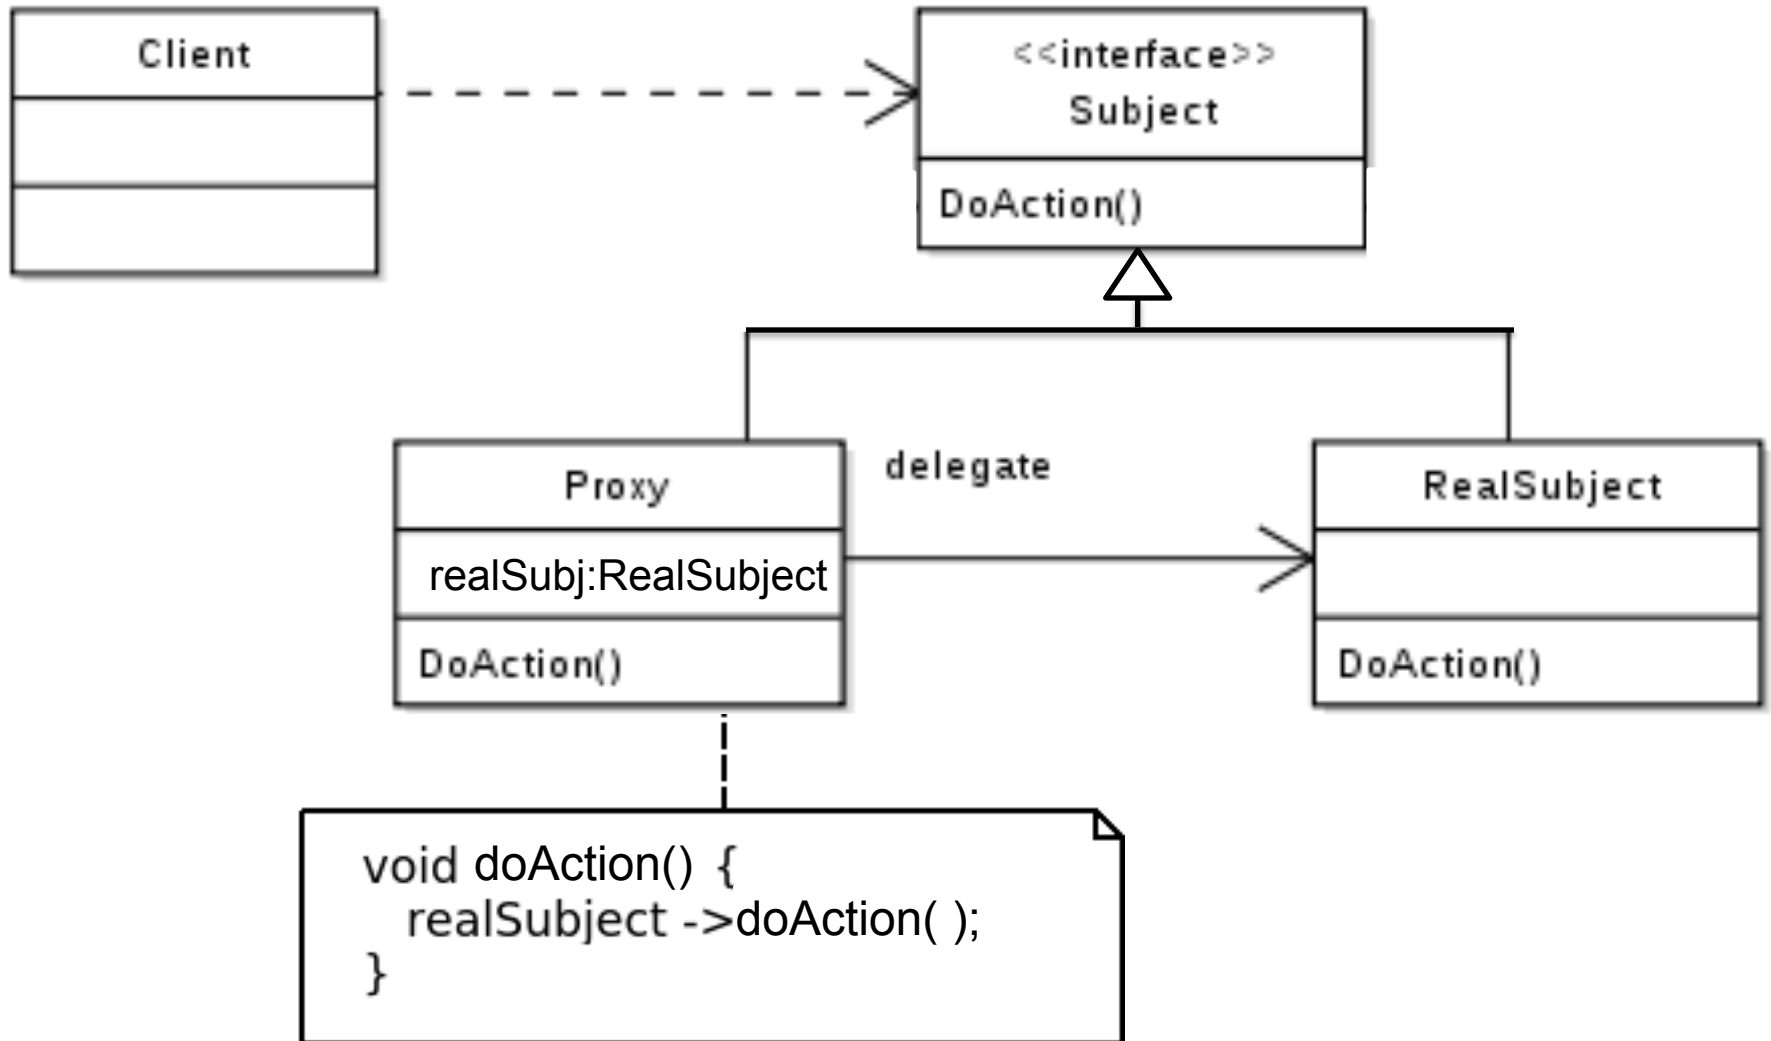 Client
<<interface>>
Subject
DoAction()
Proxy
realSubj:RealSubject
DoAction()
delegate
RealSubject
DoAction()
void doAction() {
realSubject ->doAction( );
}